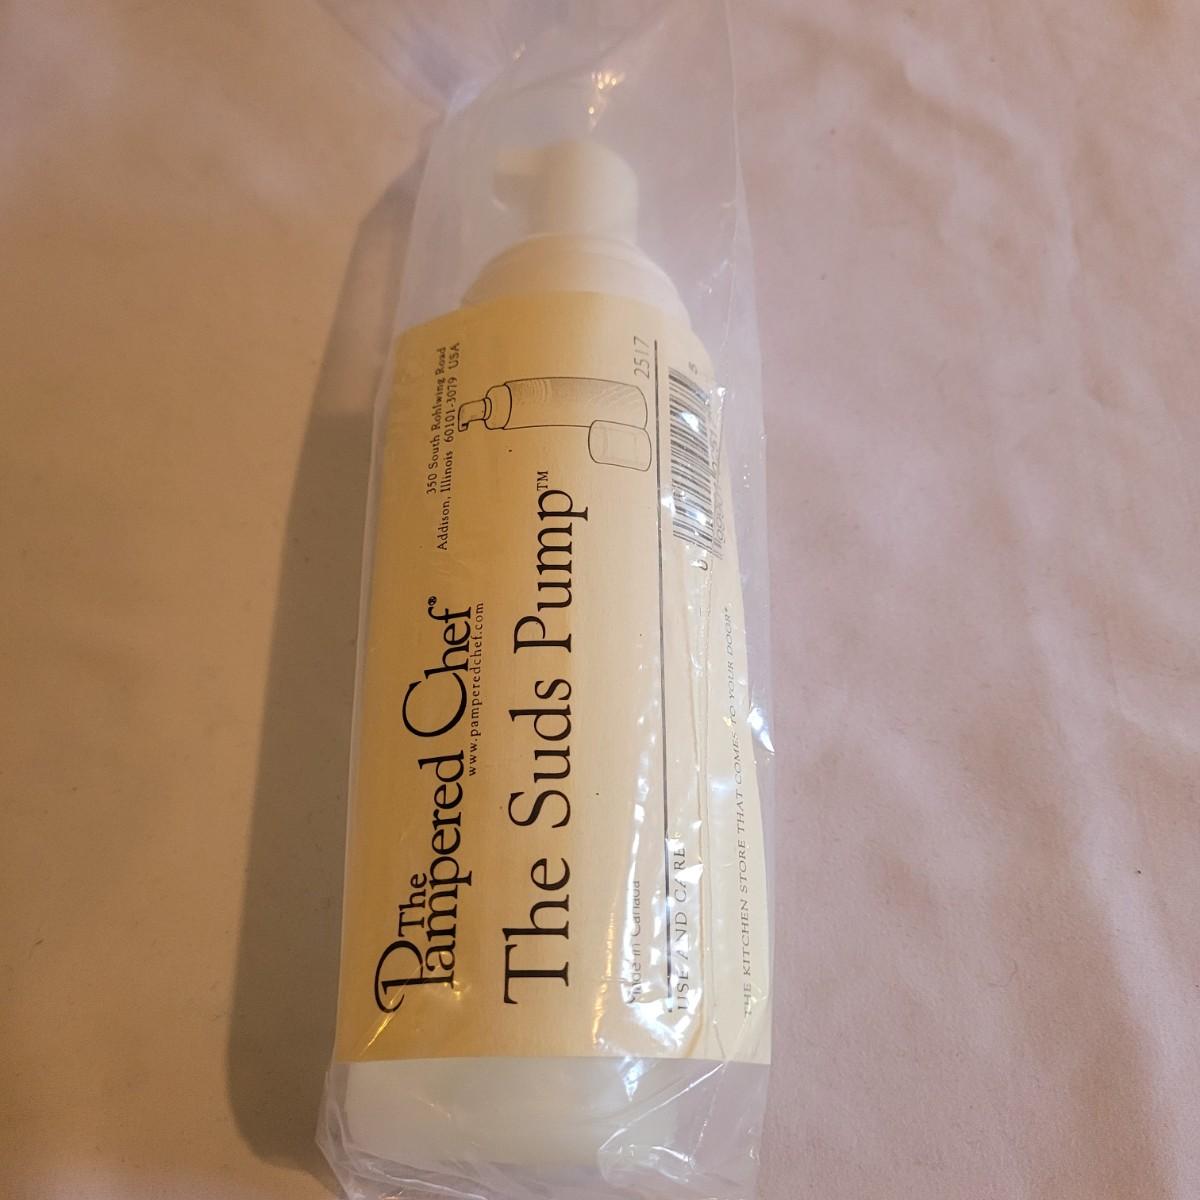 The
Pampered Chef®
www.pamperedchef.com
350 South Rohlwing Road
Addison, Illinois 60101-3079 USA
The Suds Pump™
Made in Canada
2517
USE AND CARE:
THE KITCHEN STORE THAT COMES TO YOUR DOOR®